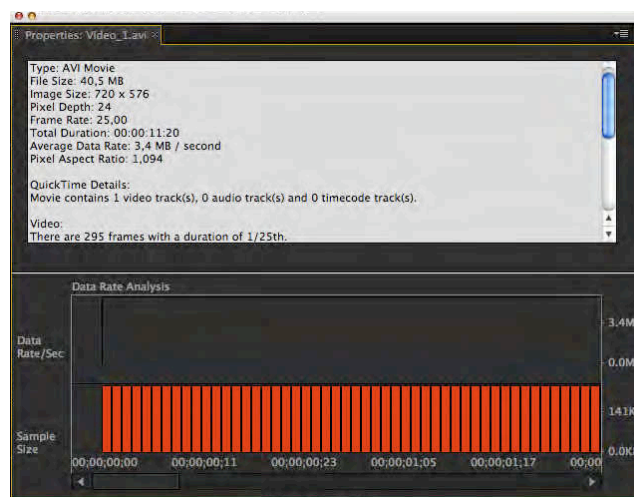 Properties: Video_1.avi
Type: AVI Movie
File Size: 40,5 MB
Image Size: 720 x 576
Pixel Depth: 24
Frame Rate: 25,00
Total Duration: 00:00:11:20
Average Data Rate: 3,4 MB / second
Pixel Aspect Ratio: 1,094
QuickTime Details:
Movie contains 1 video track(s), 0 audio track(s) and 0 timecode track(s).
Video:
There are 295 frames with a duration of 1/25th.
Data Rate Analysis
3.4M
Data
Rate/Sec
0.0M
141K
Sample
Size
0.0K
00;00;00;00 00;00;00;11 00;00;00;23 00;00;01;05 00;00;01;17 00;00